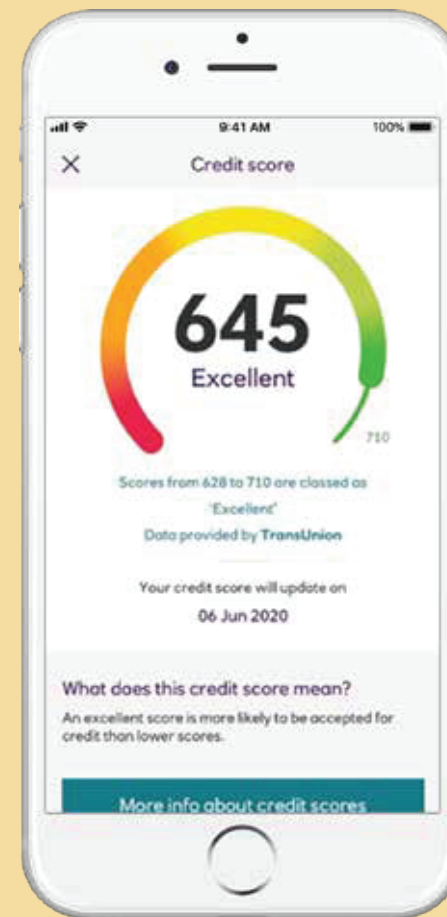 9:41 AM 100%
Credit score
645
Excellent
710
Scores from 628 to 710 are classed as
'Excellent'
Data provided by TransUnion
Your credit score will update on
06 Jun 2020
What does this credit score mean?
An excellent score is more likely to be accepted for
credit than lower scores.
More info about credit scores